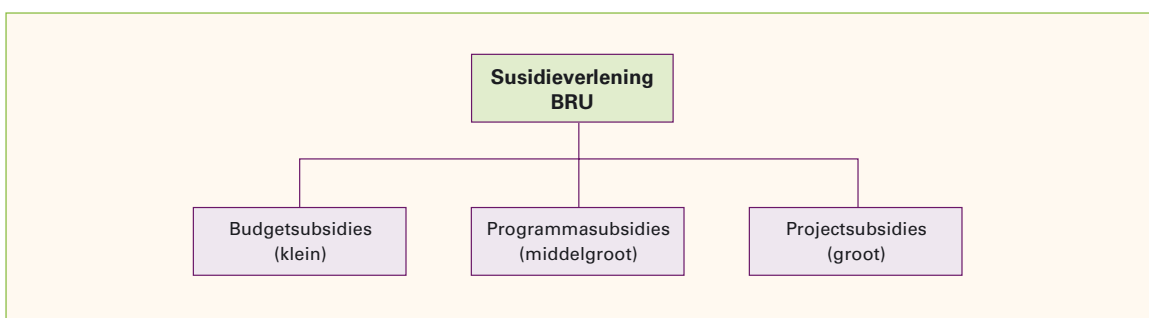 Susidieverlening
BRU
Budgetsubsidies
(klein)
Programmasubsidies
(middelgroot)
Projectsubsidies
(groot)